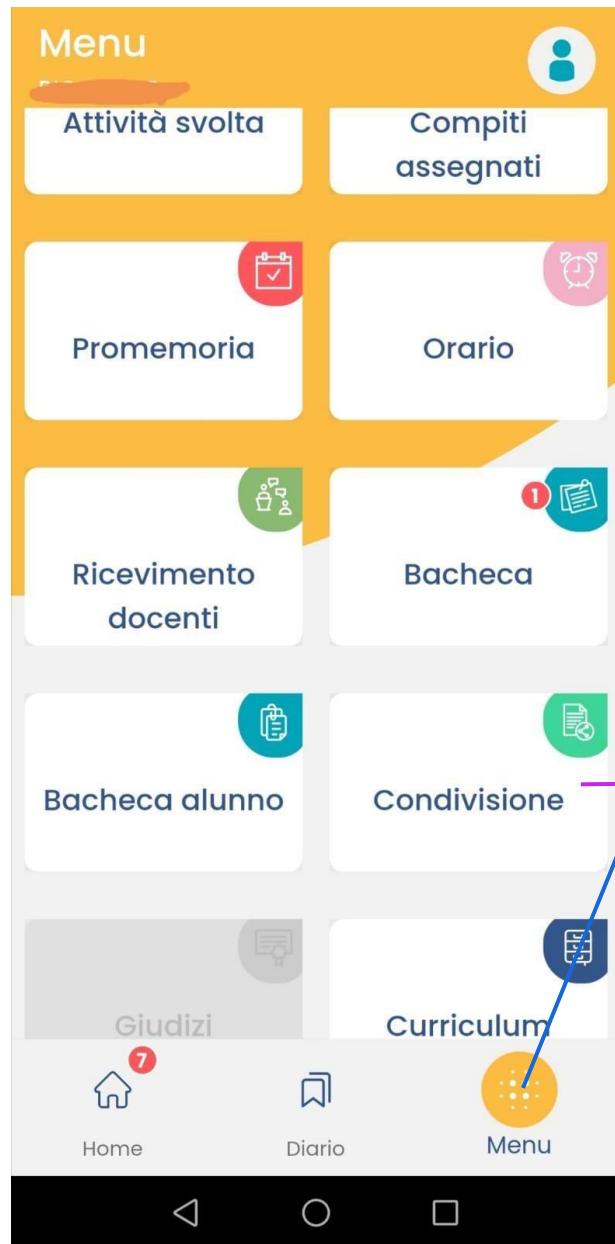 Menu
Attività svolta
Compiti
assegnati
Promemoria
Orario
Ricevimento
docenti
1
Bacheca
Bacheca alunno
Condivisione
Giudizi
Curriculum
7
Home
Diario
Menu